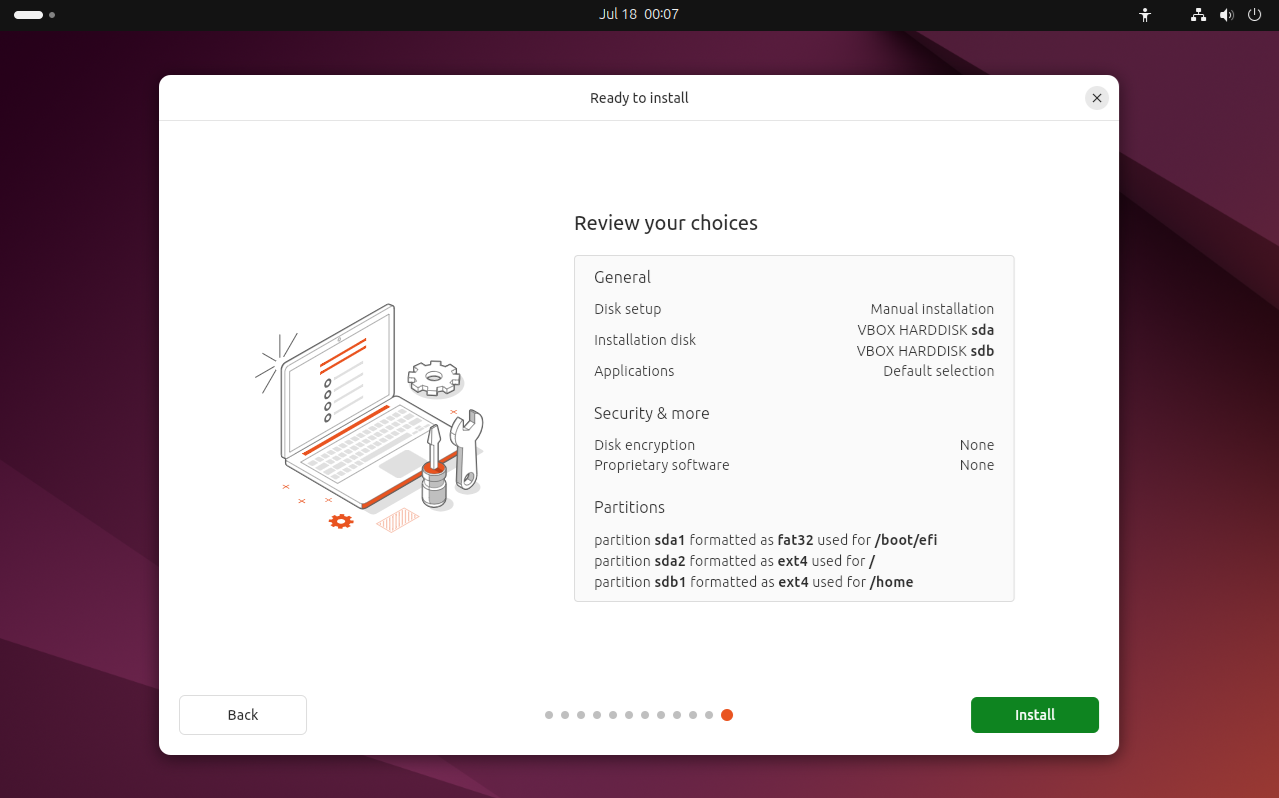 Jul 18 00:07
Ready to install
Review your choices
General
Disk setup Manual installation
Installation disk VBOX HARDDISK sda
VBOX HARDDISK sdb
Applications Default selection
Security & more
Disk encryption None
Proprietary software None
Partitions
partition sda1 formatted as fat32 used for /boot/efi
partition sda2 formatted as ext4 used for /
partition sdb1 formatted as ext4 used for /home
Back
Install